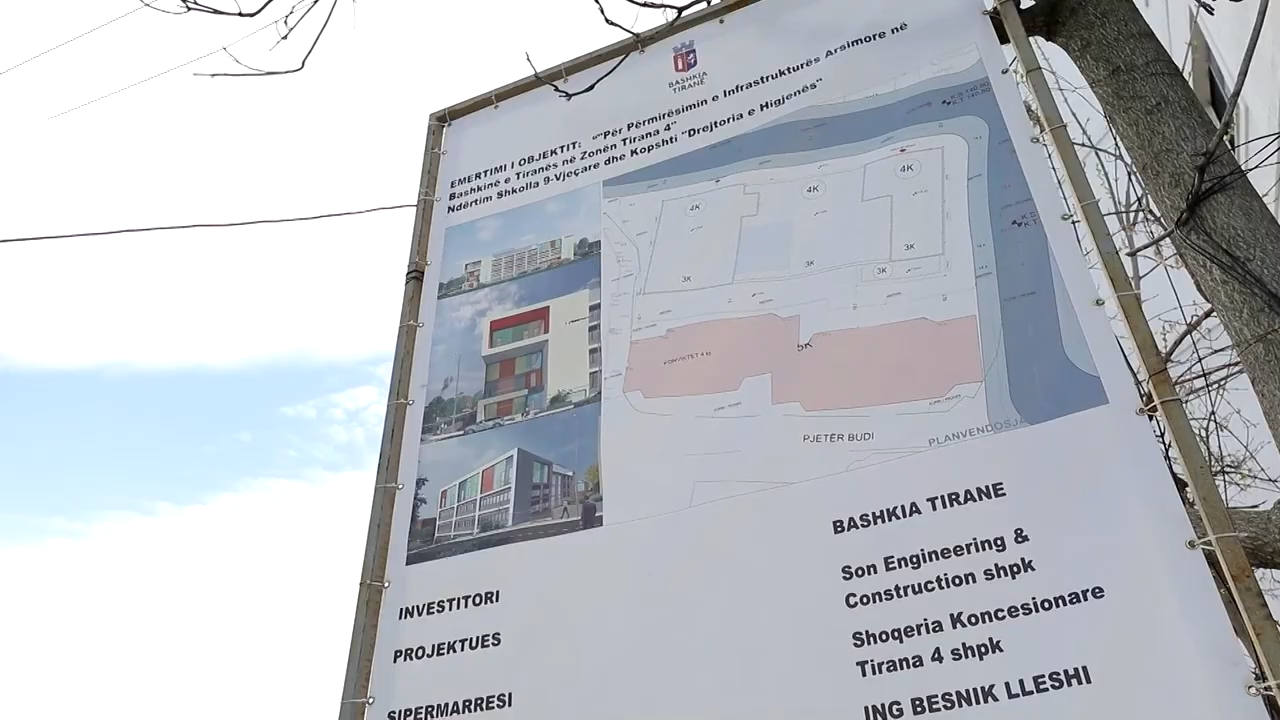 BASHKIA
TIRANË
EMERTIMI I OBJEKTIT: ""Për Përmirësimin e Infrastrukturës Arsimore në
Bashkinë e Tiranës në Zonën Tirana 4"
Ndërtim Shkolla 9-Vjeçare dhe Kopshti "Drejtoria e Higjenës"
4K
4K
4K
3K
3K
3K
3K
PJETËR BUDI
PLANVENDOSJA
INVESTITORI
BASHKIA TIRANE
PROJEKTUES
Son Engineering &
Construction shpk
SIPERMARRESI
Shoqeria Koncesionare
Tirana 4 shpk
ING BESNIK LLESHI